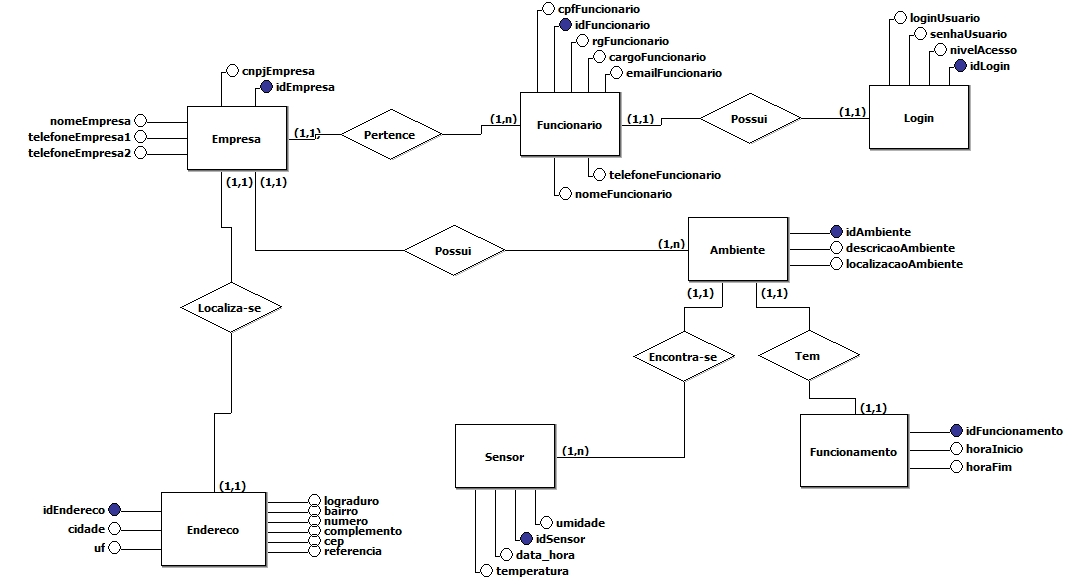 cpfFuncionario
idFuncionario
rgFuncionario
cargoFuncionario
emailFuncionario
loginUsuario
senhaUsuario
nivelAcesso
idLogin
cnpjEmpresa
idEmpresa
nomeEmpresa
telefoneEmpresa1
telefoneEmpresa2
Empresa
(1,1)
Pertence
(1,n)
Funcionario
(1,1)
Possui
(1,1)
Login
telefoneFuncionario
nomeFuncionario
(1,1)
(1,1)
Possui
(1,n)
Ambiente
idAmbiente
descricaoAmbiente
localizacaoAmbiente
(1,1)
(1,1)
Localiza-se
Encontra-se
Tem
(1,1)
Funcionamento
idFuncionamento
horaInicio
horaFim
Sensor
(1,n)
umidade
idSensor
data_hora
temperatura
(1,1)
Endereco
idEndereco
cidade
uf
lograduro
bairro
numero
complemento
cep
referencia